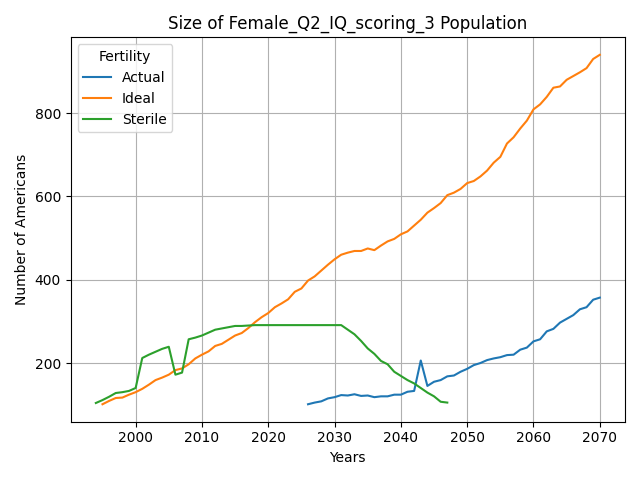 Size of Female_Q2_IQ_scoring_3 Population
Fertility
Actual
Ideal
Sterile
Number of Americans
800
600
400
200
2000 2010 2020 2030 2040 2050 2060 2070
Years